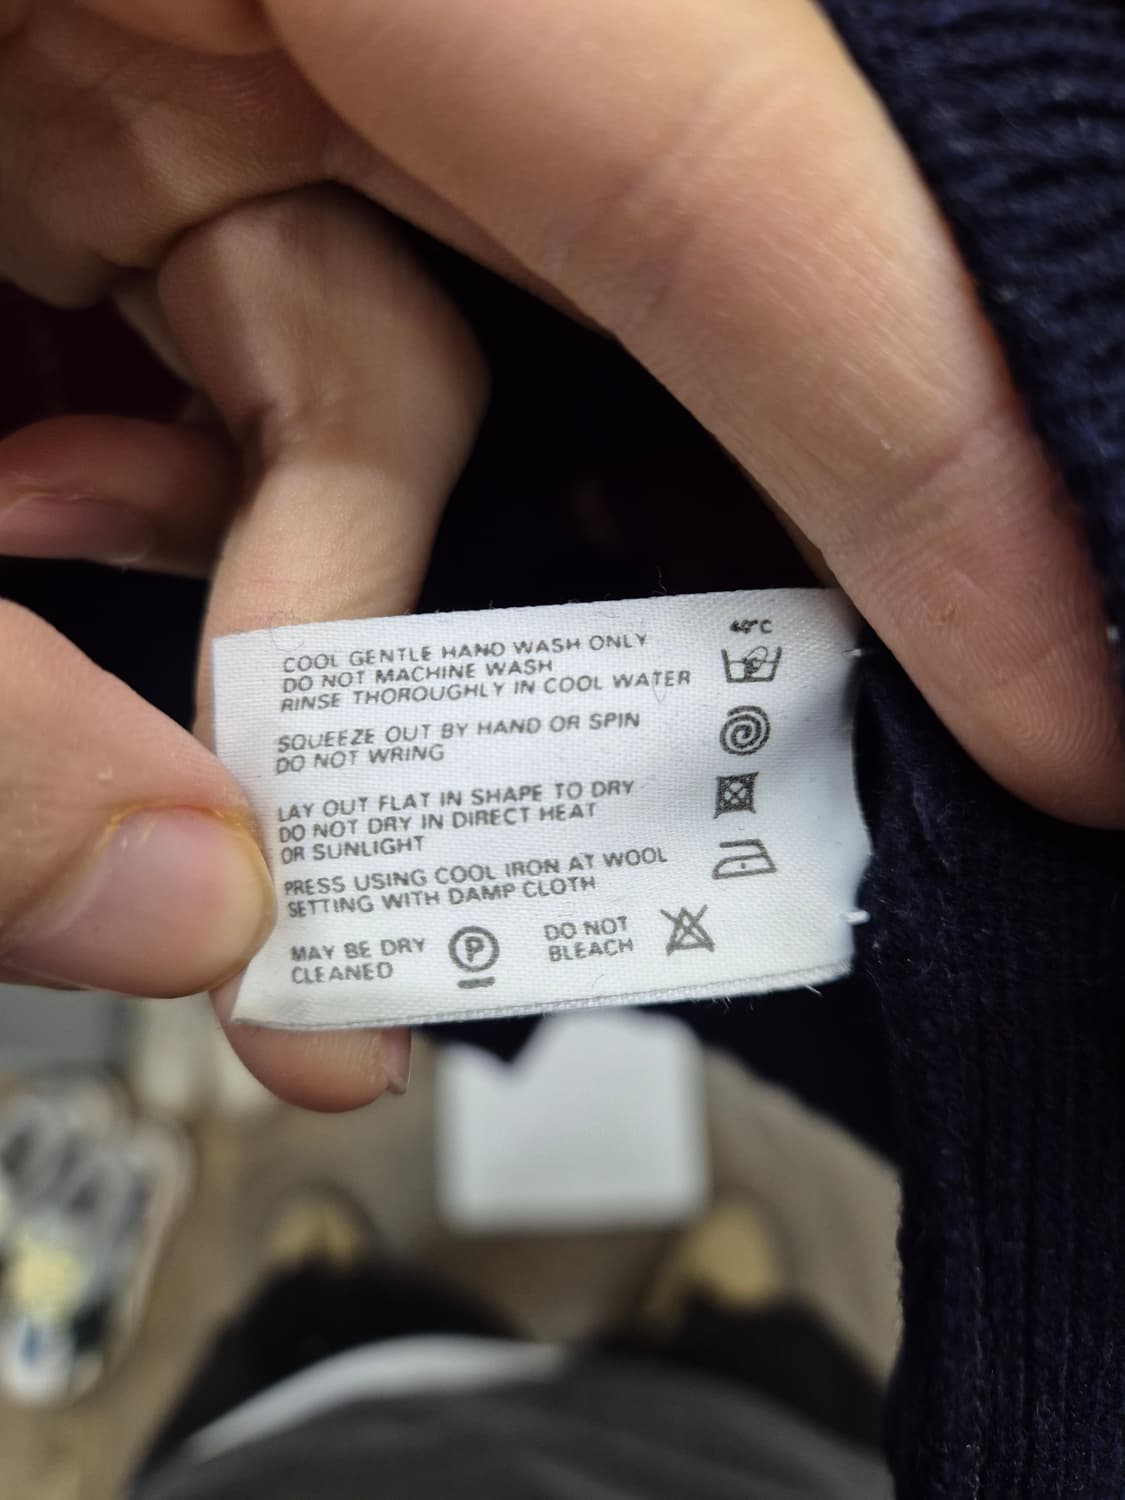 COOL GENTLE HAND WASH ONLY
DO NOT MACHINE WASH
RINSE THOROUGHLY IN COOL WATER
40°C
SQUEEZE OUT BY HAND OR SPIN
DO NOT WRING
LAY OUT FLAT IN SHAPE TO DRY
DO NOT DRY IN DIRECT HEAT
OR SUNLIGHT
PRESS USING COOL IRON AT WOOL
SETTING WITH DAMP CLOTH
MAY BE DRY
CLEANED
P
DO NOT
BLEACH